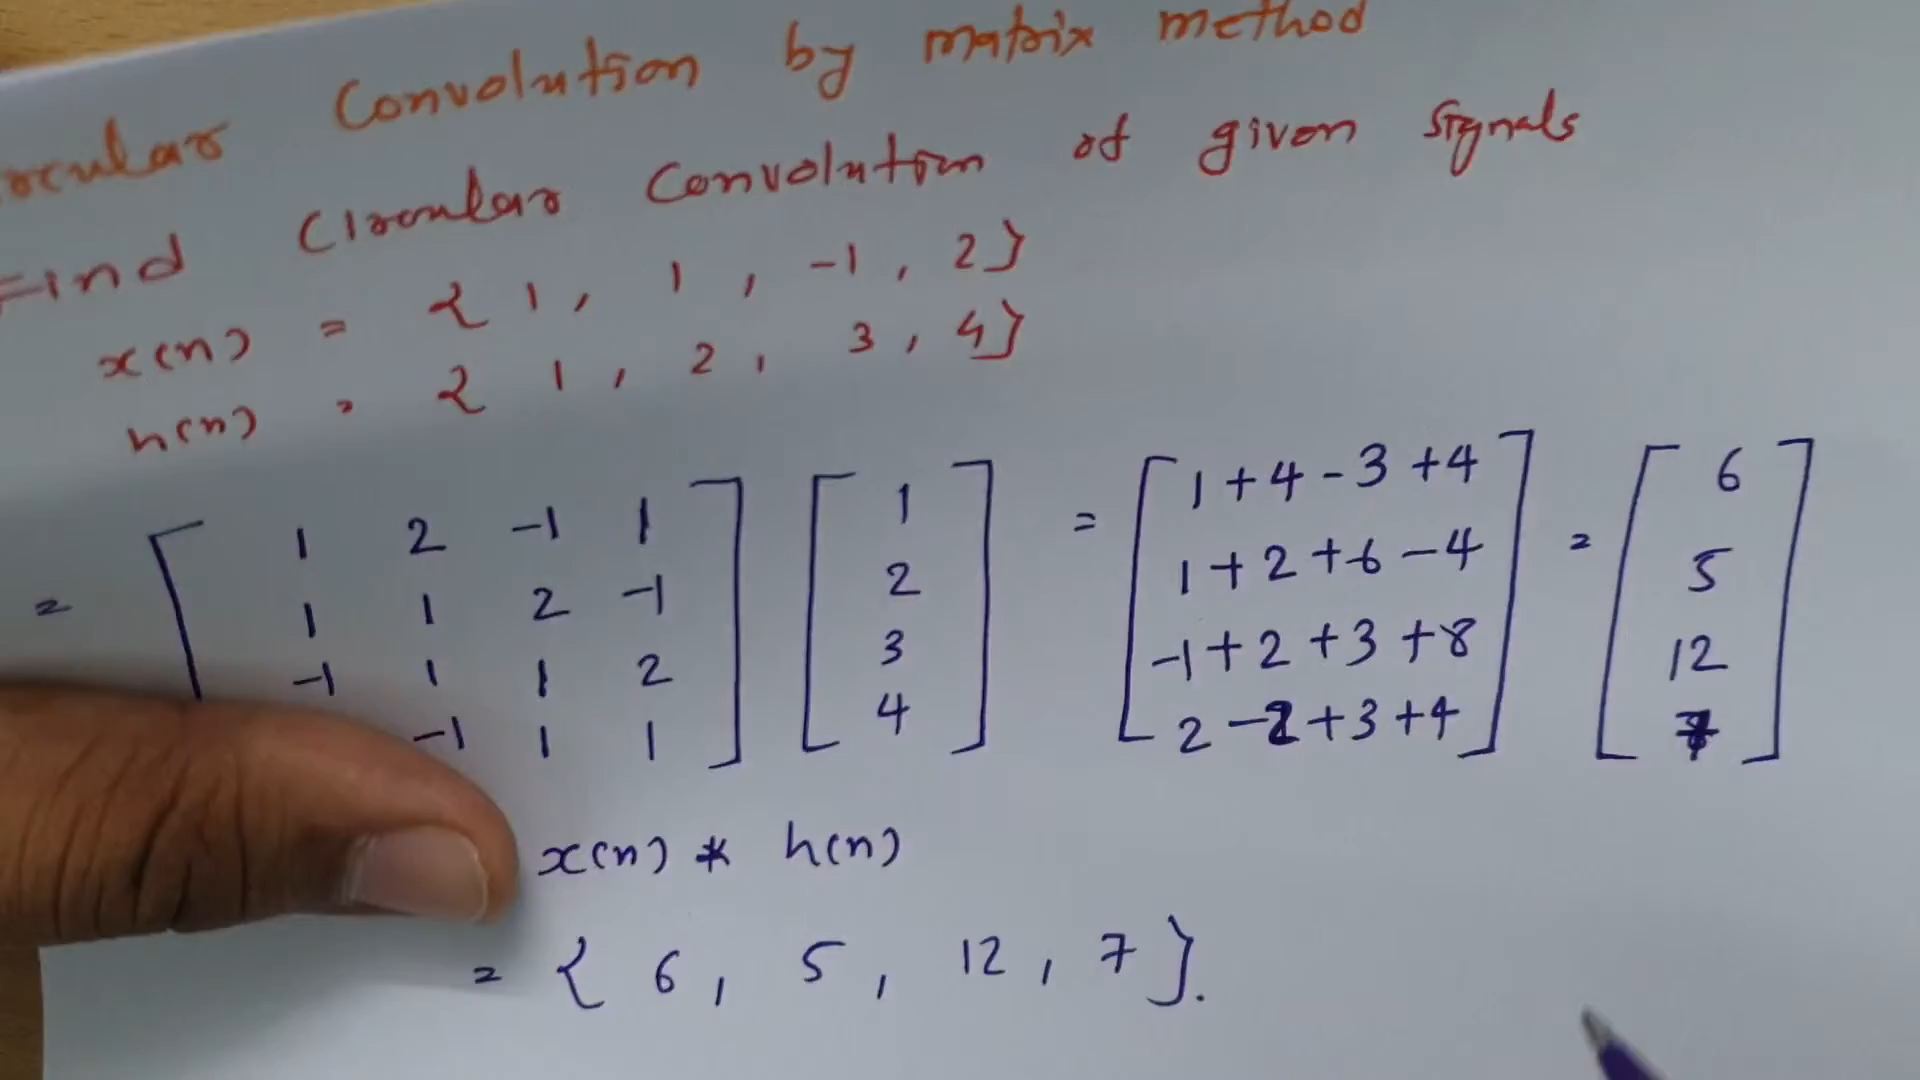 rcular Convolution by matrix method
Find Circular Convolution of given signals
x(n) = { 1, 1, -1, 2}
h(n) = { 1, 2, 3, 4}
= [ 1 2 -1 1 ] [ 1 ] = [ 1+4-3+4 ] = [ 6 ]
[ 1 1 2 -1 ] [ 2 ] [ 1+2+6-4 ] [ 5 ]
[ -1 1 1 2 ] [ 3 ] [ -1+2+3+8 ] [ 12 ]
-1 1 1 ] [ 4 ] [ 2-2+3+4 ] [ 7 ]
x(n) * h(n)
= { 6, 5, 12, 7 }.